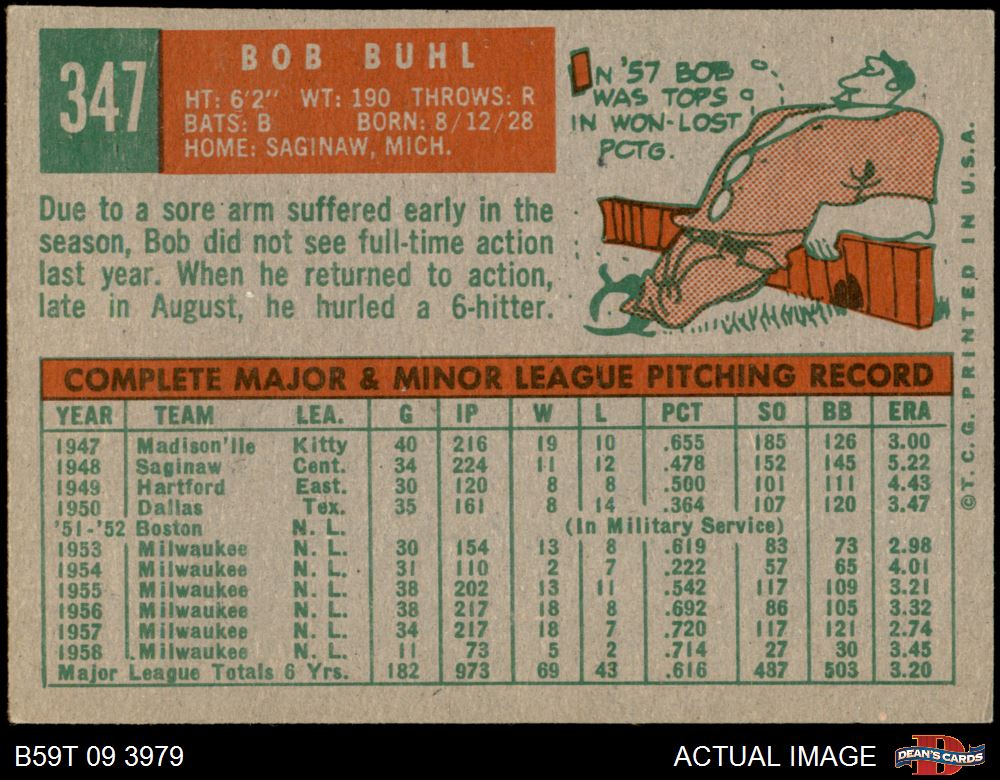 347
BOB BUHL
HT: 6'2" WT: 190 THROWS: R
BATS: B BORN: 8/12/28
HOME: SAGINAW, MICH.
IN '57 BOB
WAS TOPS
IN WON-LOST
PCTG.
Due to a sore arm suffered early in the
season, Bob did not see full-time action
last year. When he returned to action,
late in August, he hurled a 6-hitter.
COMPLETE MAJOR & MINOR LEAGUE PITCHING RECORD
YEAR TEAM LEA. G IP W L PCT SO BB ERA
1947 Madison'lle Kitty 40 216 19 10 .655 185 126 3.00
1948 Saginaw Cent. 34 224 11 12 .478 152 145 5.22
1949 Hartford East. 30 120 8 8 .500 101 111 4.43
1950 Dallas Tex. 35 161 8 14 .364 107 120 3.47
'51-'52 Boston N. L. (In Military Service)
1953 Milwaukee N. L. 30 154 13 8 .619 83 73 2.98
1954 Milwaukee N. L. 31 110 2 7 .222 57 65 4.01
1955 Milwaukee N. L. 38 202 13 11 .542 117 109 3.21
1956 Milwaukee N. L. 38 217 18 8 .692 86 105 3.32
1957 Milwaukee N. L. 34 217 18 7 .720 117 121 2.74
1958 Milwaukee N. L. 11 73 5 2 .714 27 30 3.45
Major League Totals 6 Yrs. 182 973 69 43 .616 487 503 3.20
©T. C. G. PRINTED IN U.S.A.
B59T 09 3979
ACTUAL IMAGE
D
DEAN'S CARDS